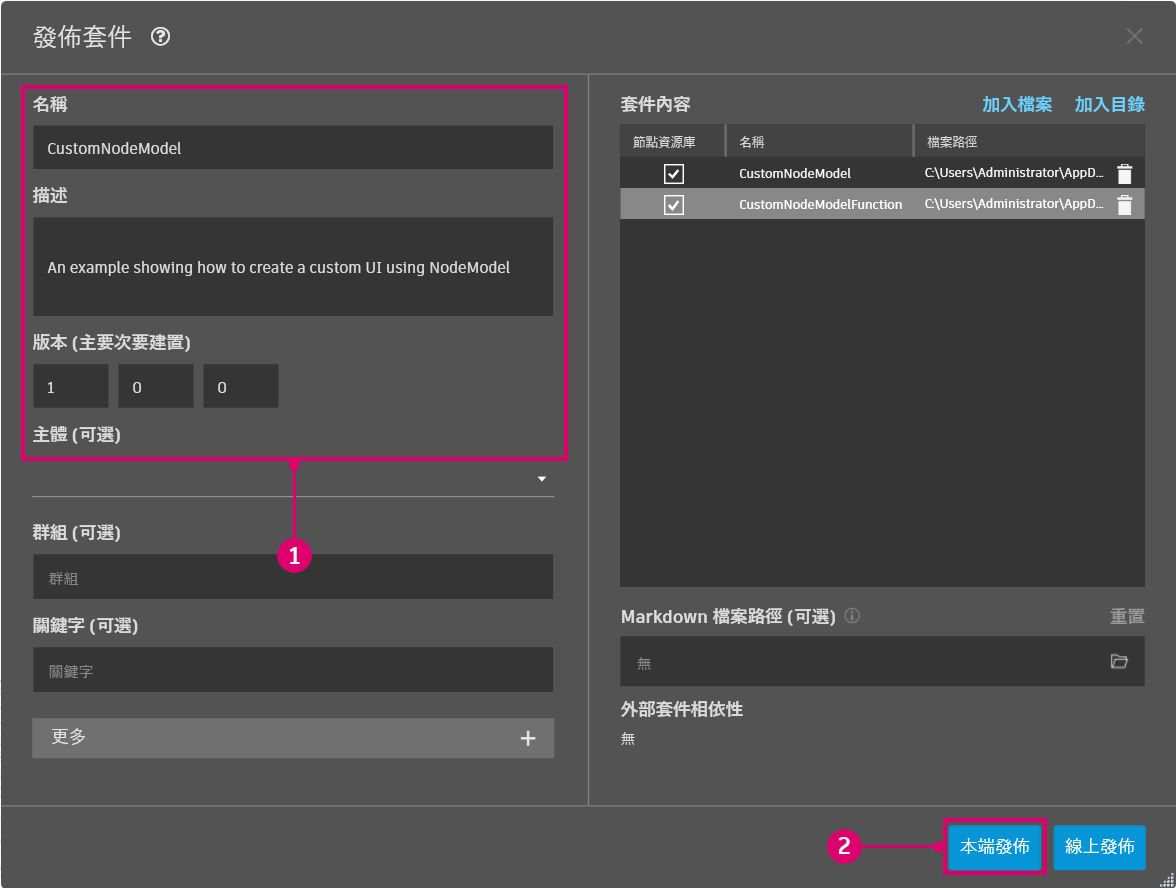 發佈套件
名稱
CustomNodeModel
描述
An example showing how to create a custom UI using NodeModel
版本 (主要次要建置)
1 0 0
主體 (可選)
群組 (可選)
1
群組
關鍵字 (可選)
關鍵字
更多
套件內容 加入檔案 加入目錄
節點資源庫 名稱 檔案路徑
CustomNodeModel C:\Users\Administrator\AppD...
CustomNodeModelFunction C:\Users\Administrator\AppD...
Markdown 檔案路徑 (可選) 重置
無
外部套件相依性
無
2 本端發佈 線上發佈